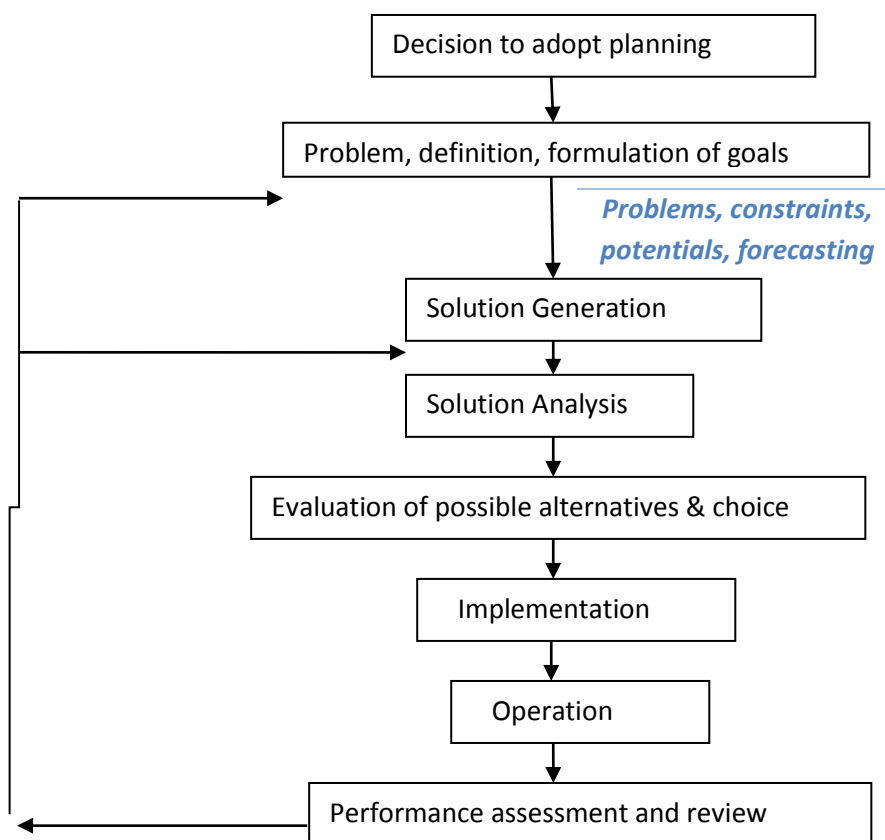 Decision to adopt planning
Problem, definition, formulation of goals
Problems, constraints,
potentials, forecasting
Solution Generation
Solution Analysis
Evaluation of possible alternatives & choice
Implementation
Operation
Performance assessment and review